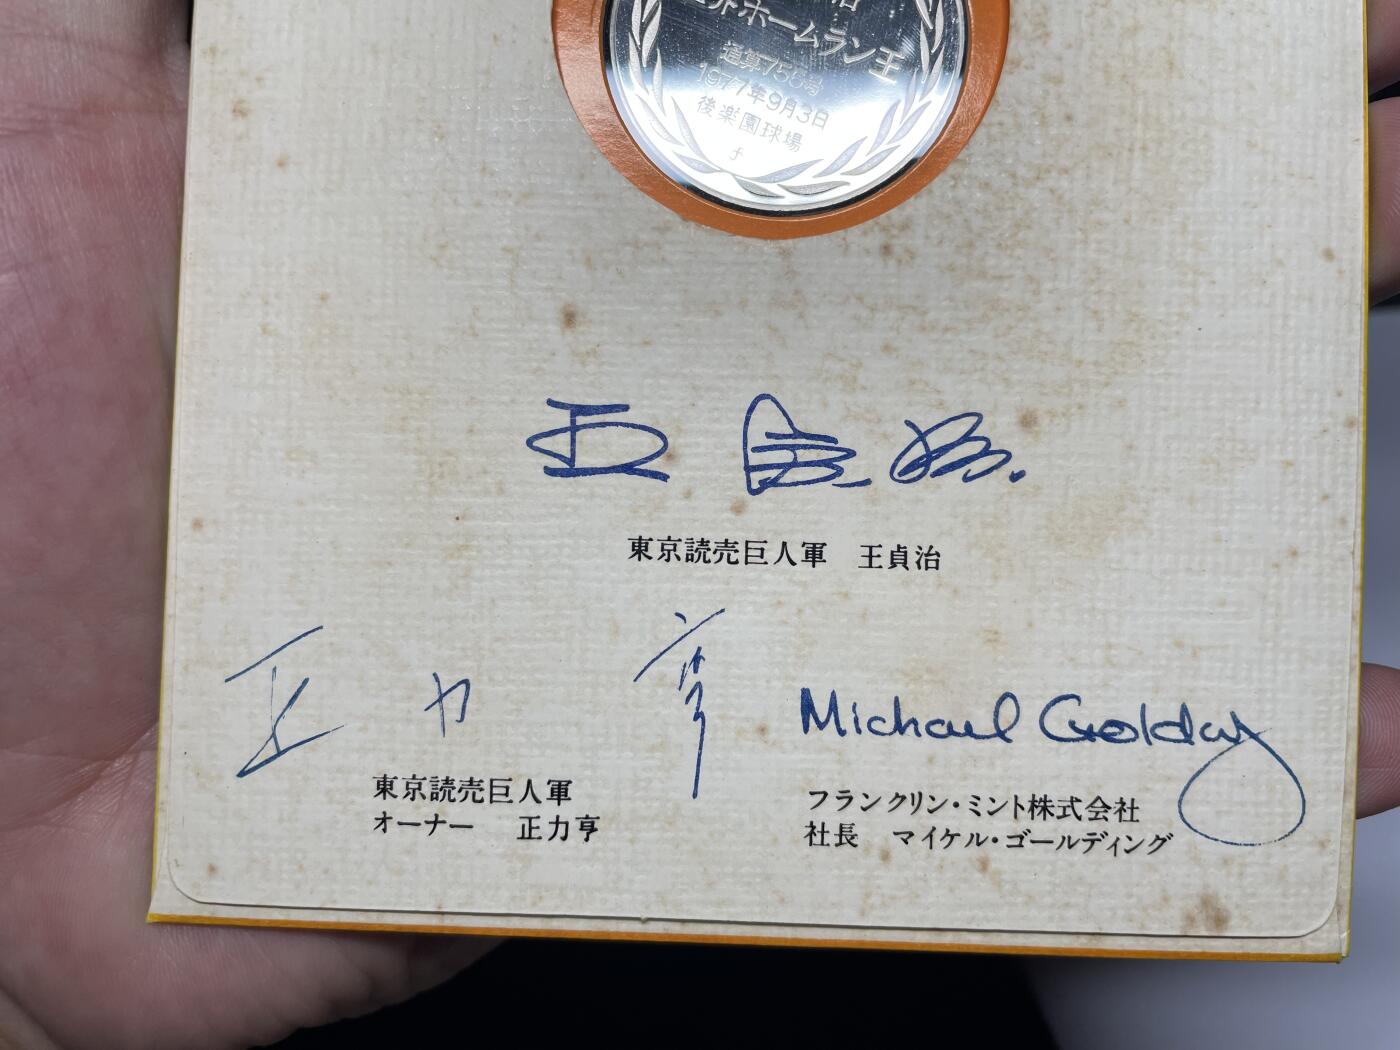 治
世界ホームラン王
通算756号
1977年9月3日
後楽園球場
f
王貞治
東京読売巨人軍 王貞治
正力亨
Michael Golding
東京読売巨人軍
オーナー 正力亨
フランクリン・ミント株式会社
社長 マイケル・ゴールディング